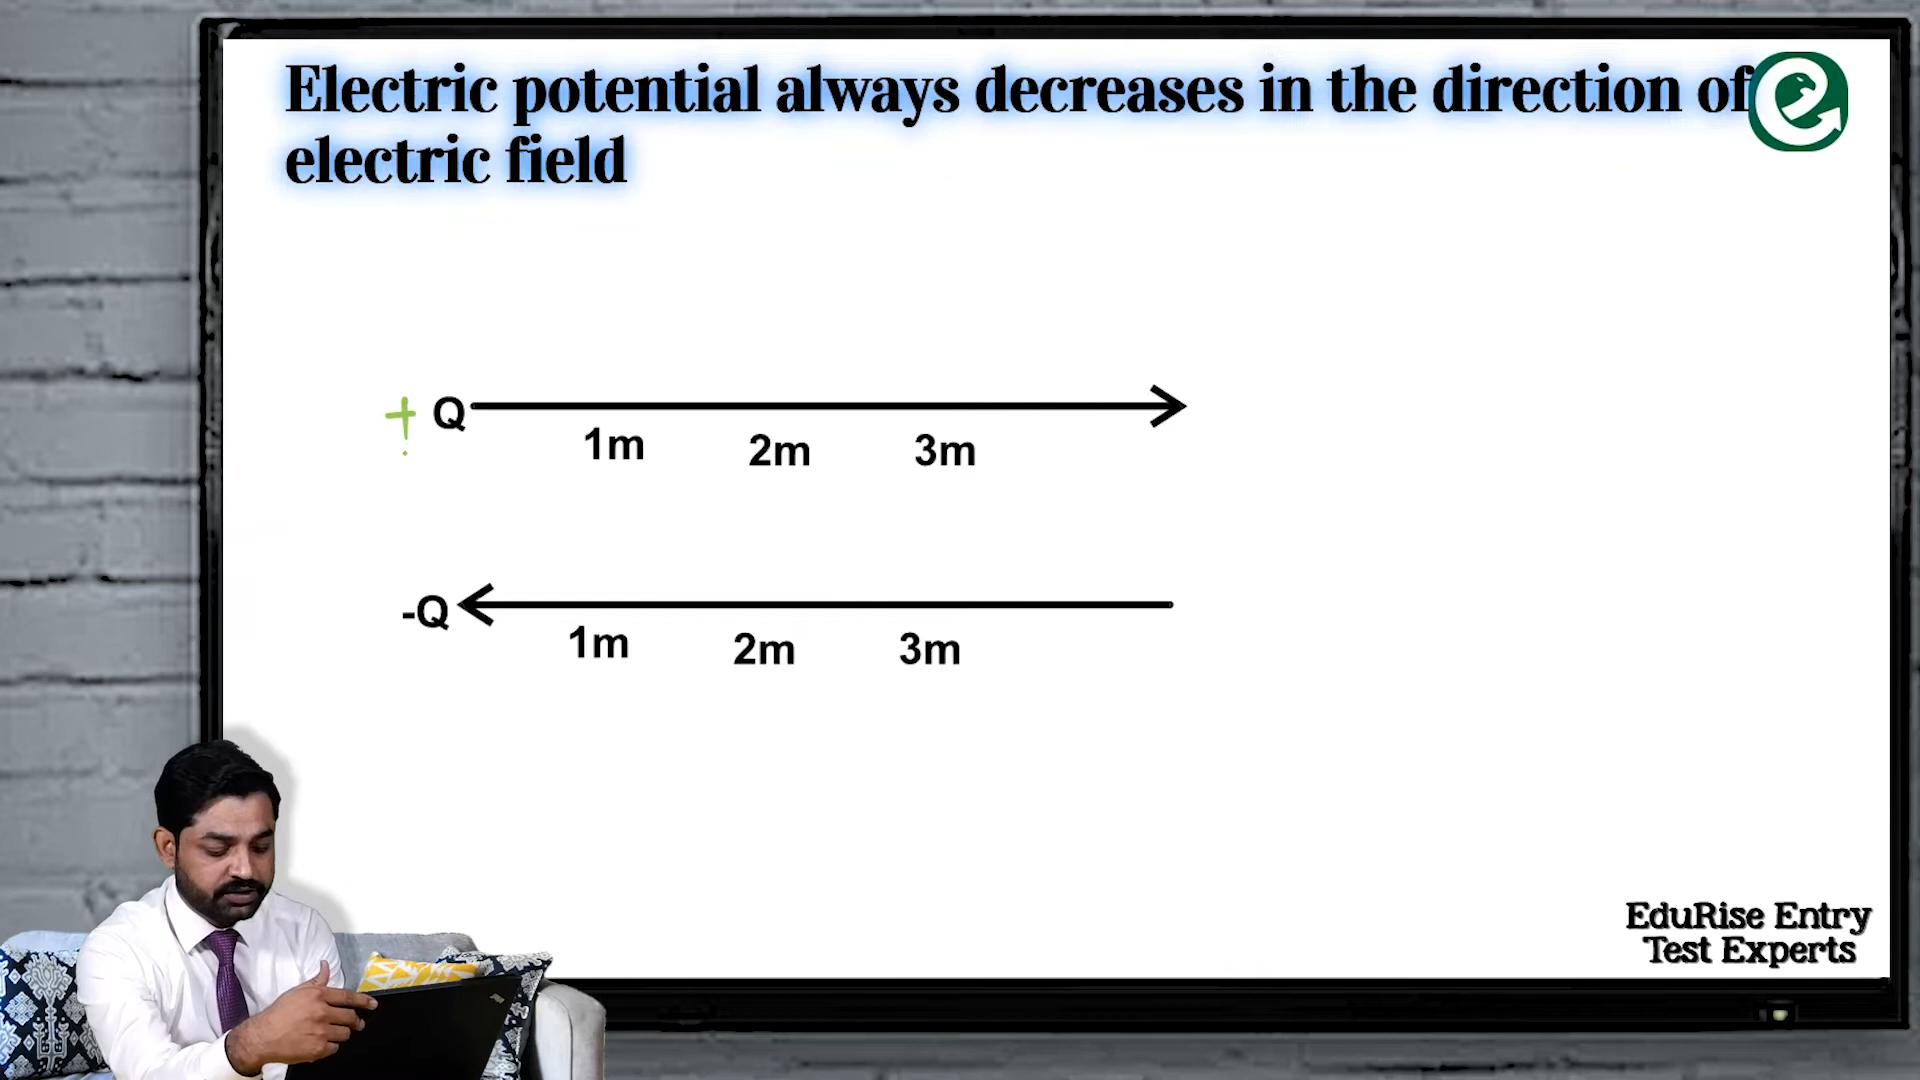 Electric potential always decreases in the direction of
electric field
+ Q
1m 2m 3m
-Q
1m 2m 3m
EduRise Entry
Test Experts